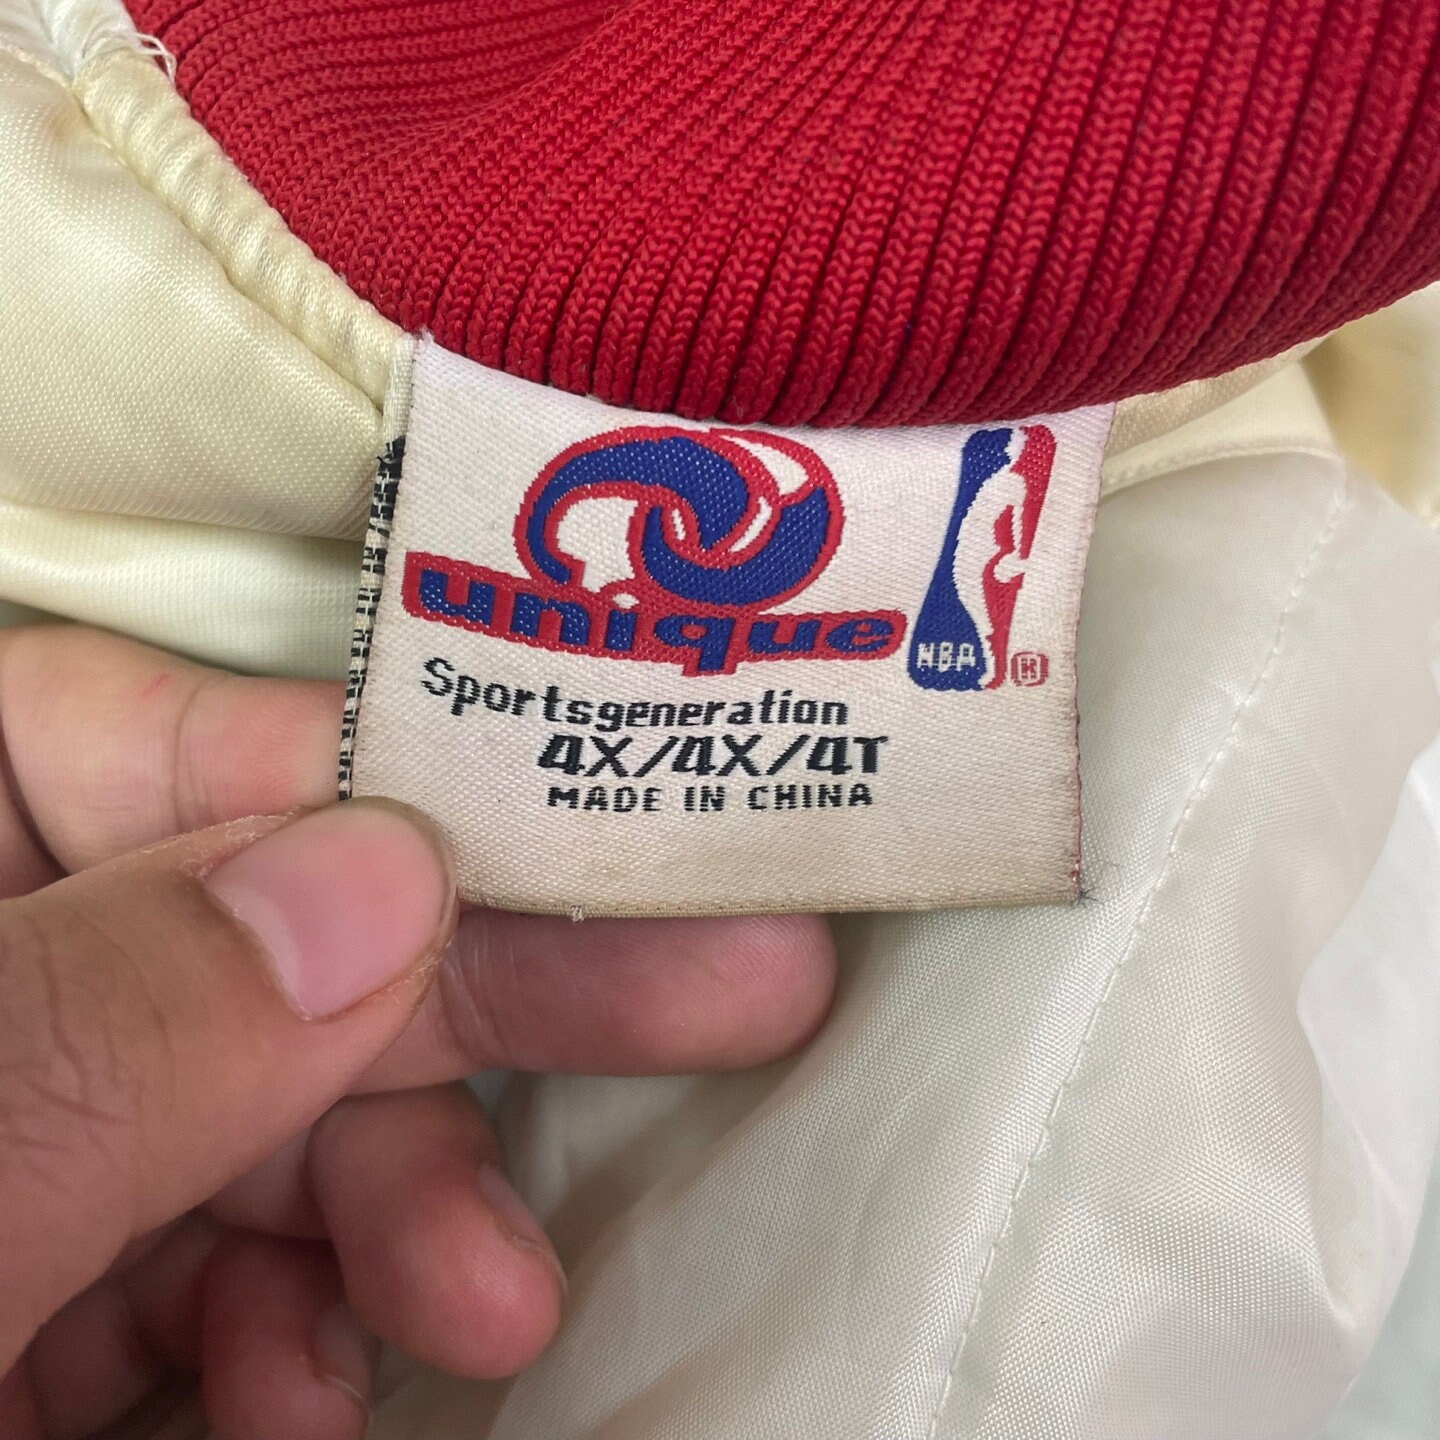 unique
NBA ®
Sportsgeneration
4X/4X/4T
MADE IN CHINA